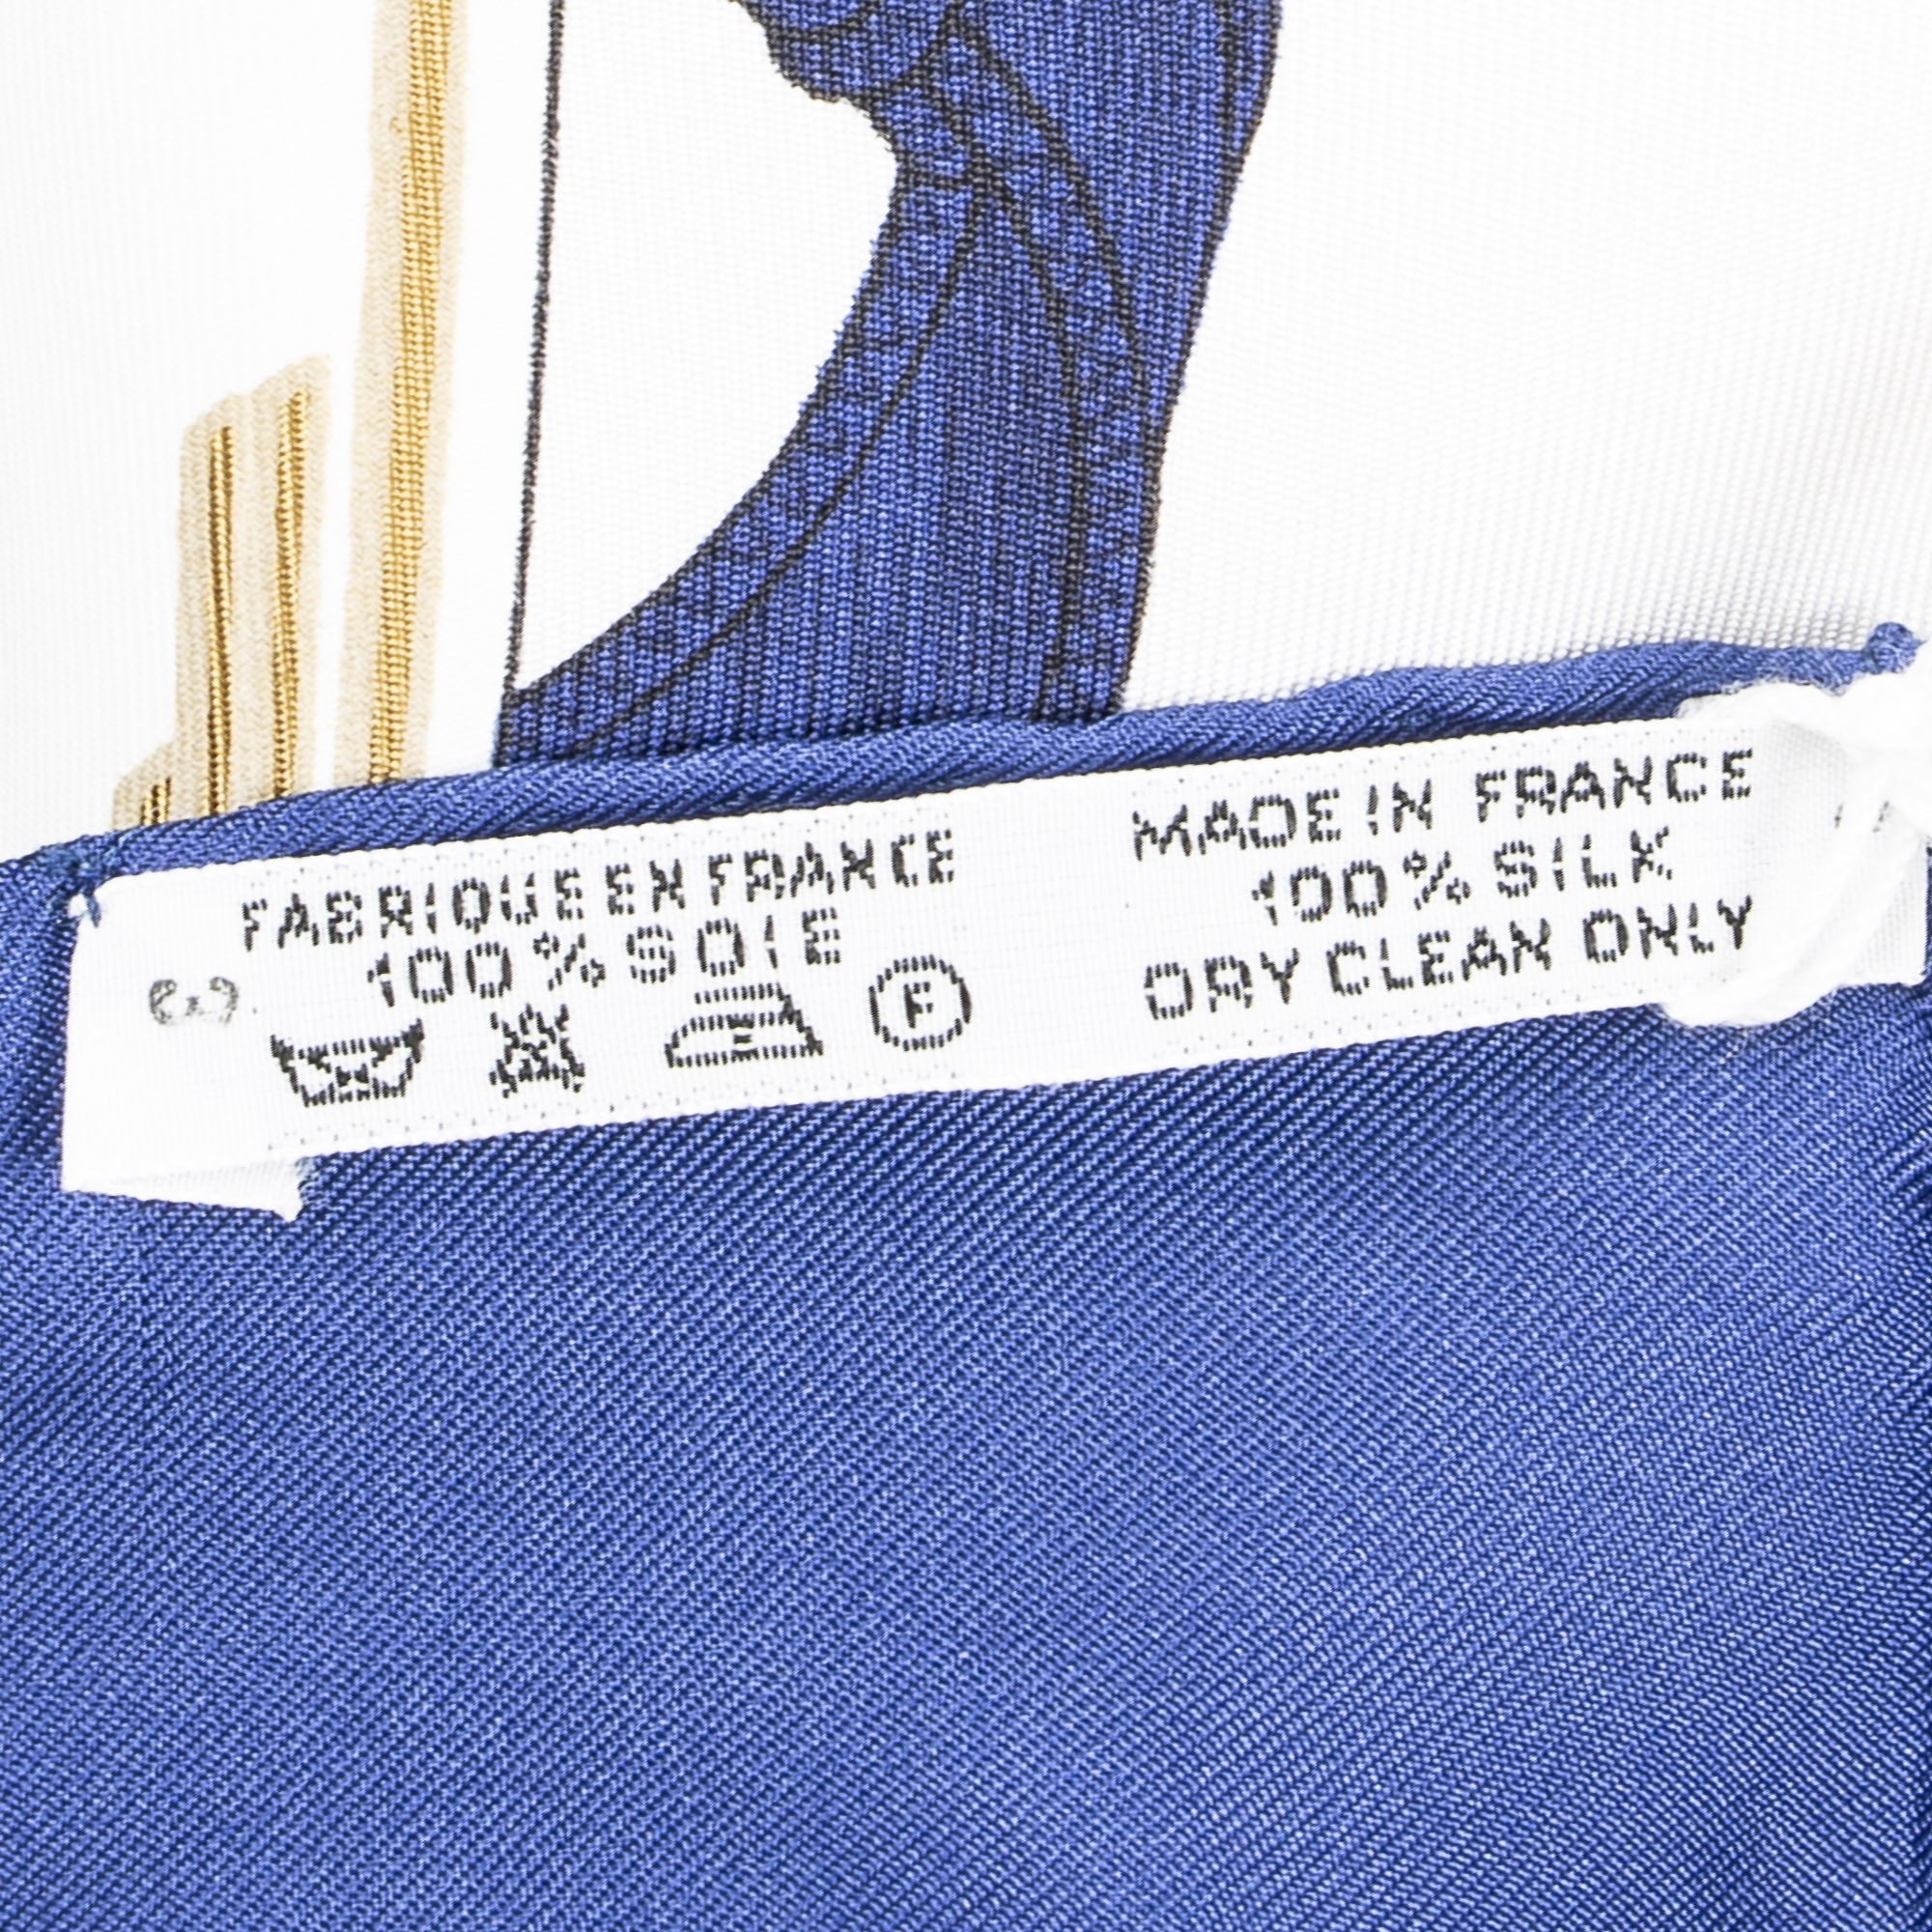 FABRIQUE EN FRANCE
100% SOIE
F
MADE IN FRANCE
100% SILK
DRY CLEAN ONLY